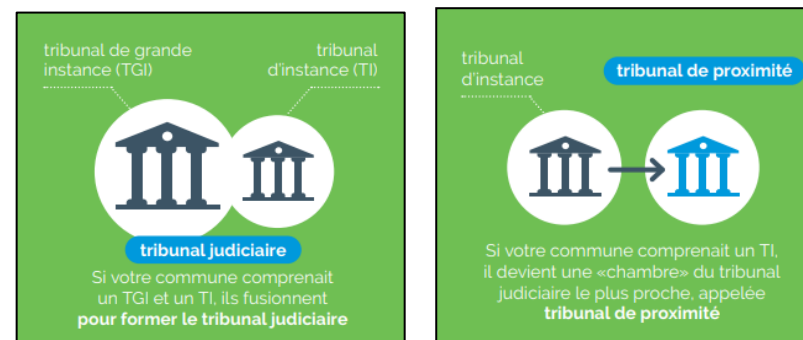 tribunal de grande
instance (TGI)
tribunal
d'instance (TI)
tribunal judiciaire
Si votre commune comprenait
un TGI et un TI, ils fusionnent
pour former le tribunal judiciaire
tribunal
d'instance
tribunal de proximité
Si votre commune comprenait un TI,
il devient une «chambre» du tribunal
judiciaire le plus proche, appelée
tribunal de proximité